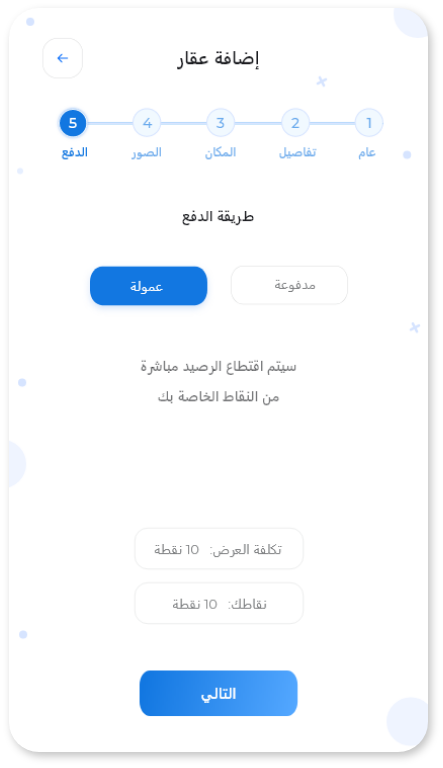 إضافة عقار
1 2 3 4 5
عام تفاصيل المكان الصور الدفع
طريقة الدفع
مدفوعة عمولة
سيتم اقتطاع الرصيد مباشرة
من النقاط الخاصة بك
تكلفة العرض: 10 نقطة
نقاطك: 10 نقطة
التالي